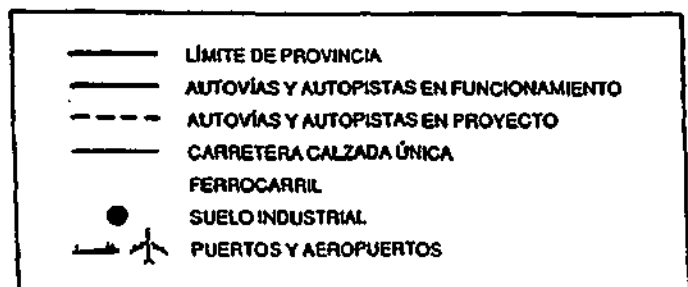 LÍMITE DE PROVINCIA
AUTOVÍAS Y AUTOPISTAS EN FUNCIONAMIENTO
AUTOVÍAS Y AUTOPISTAS EN PROYECTO
CARRETERA CALZADA ÚNICA
FERROCARRIL
SUELO INDUSTRIAL
PUERTOS Y AEROPUERTOS